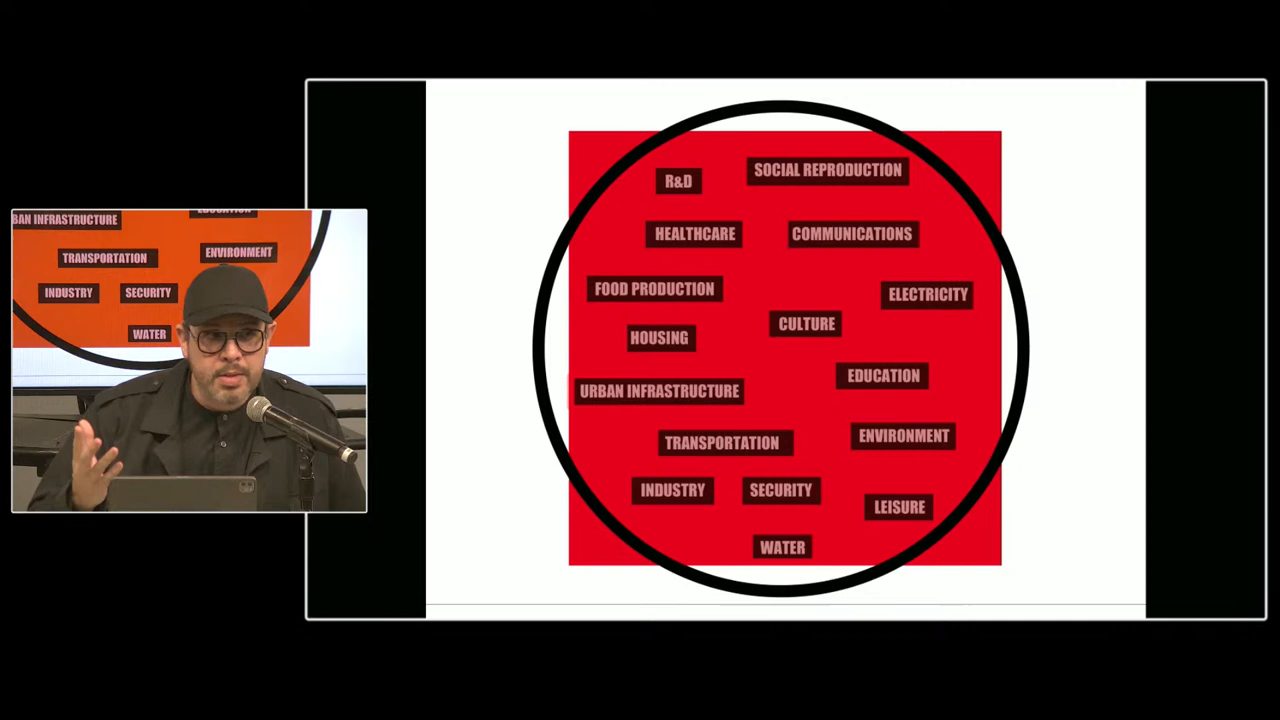 R&D
SOCIAL REPRODUCTION
HEALTHCARE
COMMUNICATIONS
FOOD PRODUCTION
ELECTRICITY
HOUSING
CULTURE
URBAN INFRASTRUCTURE
EDUCATION
TRANSPORTATION
ENVIRONMENT
INDUSTRY
SECURITY
LEISURE
WATER
BAN INFRASTRUCTURE
EDUCATION
TRANSPORTATION
ENVIRONMENT
INDUSTRY
SECURITY
WATER